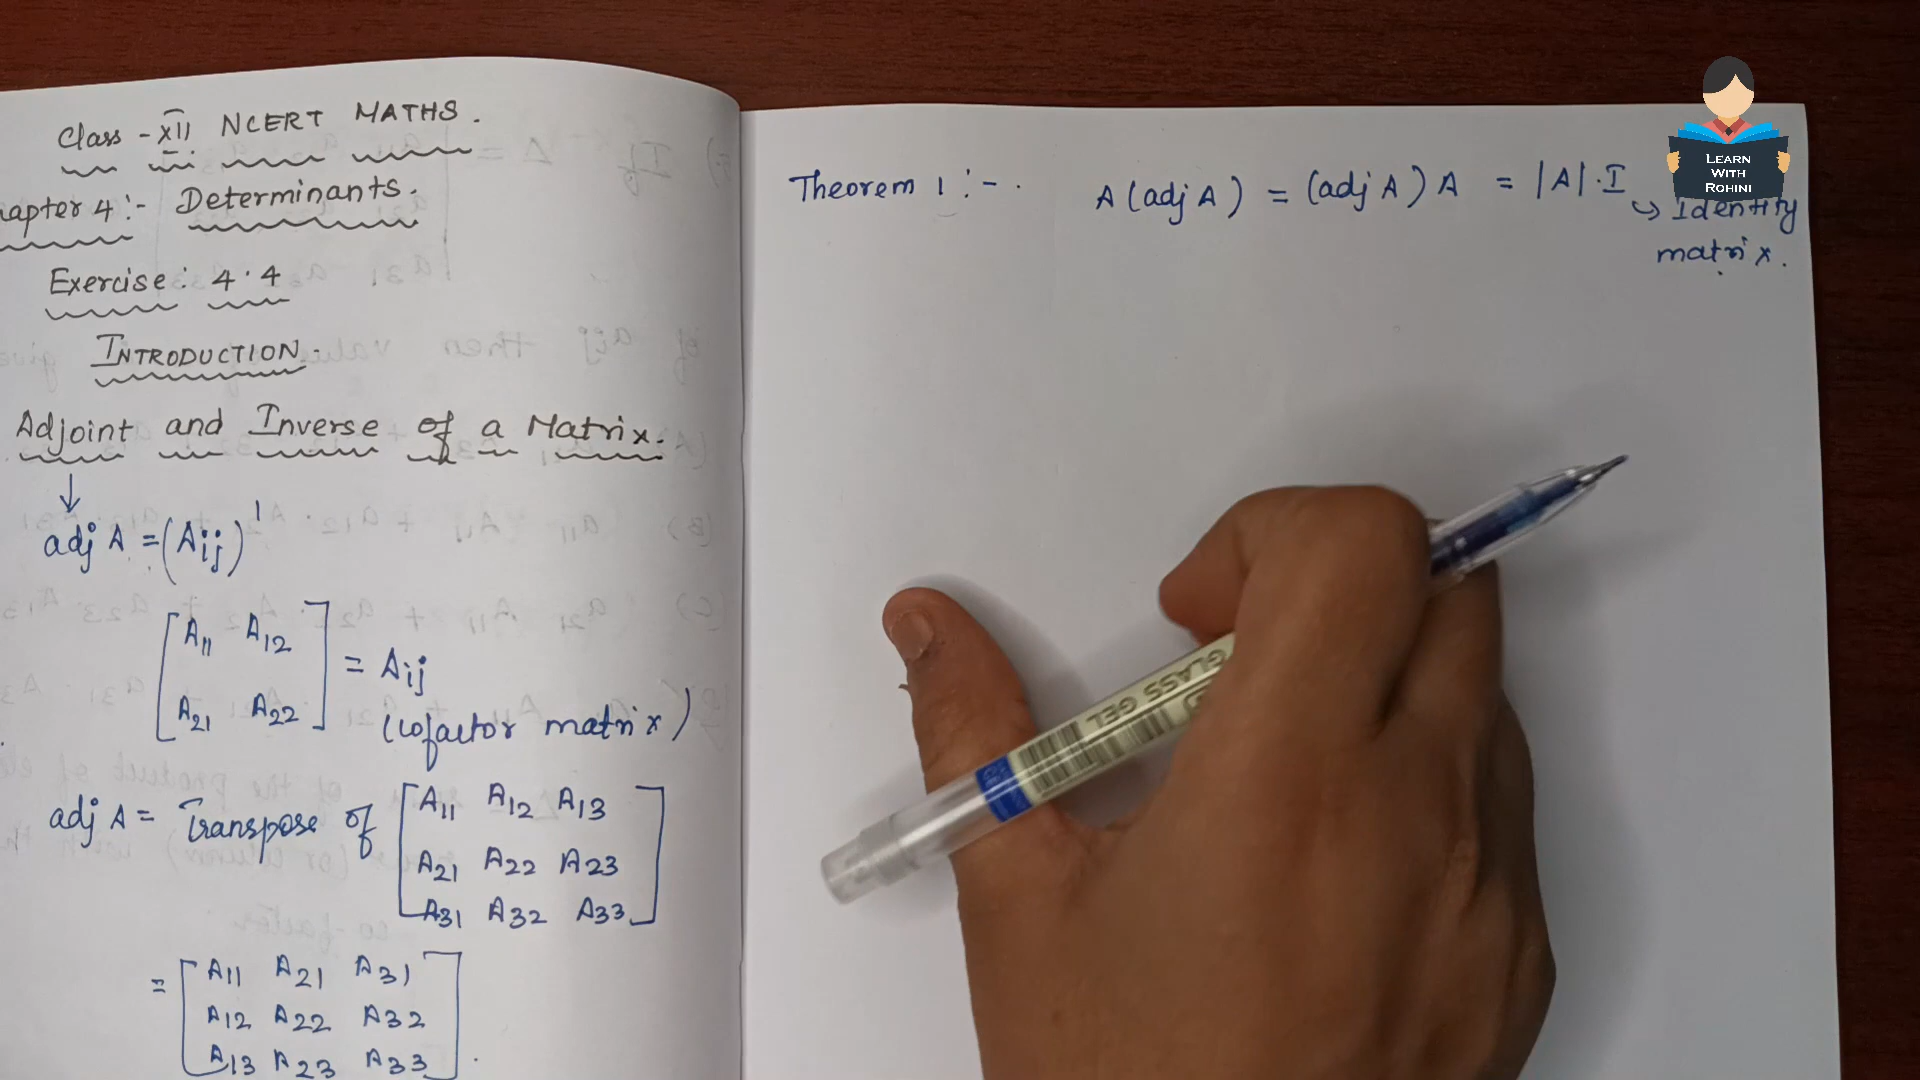 Class - XII NCERT MATHS.
hapter 4 :- Determinants.
Exercise: 4.4
INTRODUCTION.
Adjoint and Inverse of a Matrix.
↓
adj A = (Aij)'
[A11 A12
A21 A22] = Aij
(cofactor matrix)
adj A = Transpose of [A11 A12 A13
A21 A22 A23
A31 A32 A33]
= [A11 A21 A31
A12 A22 A32
A13 A23 A33].
Theorem 1 :-. A(adj A) = (adj A) A = |A|.I
↳ Identity
matrix.
LEARN
WITH
ROHINI
GLASS GEL